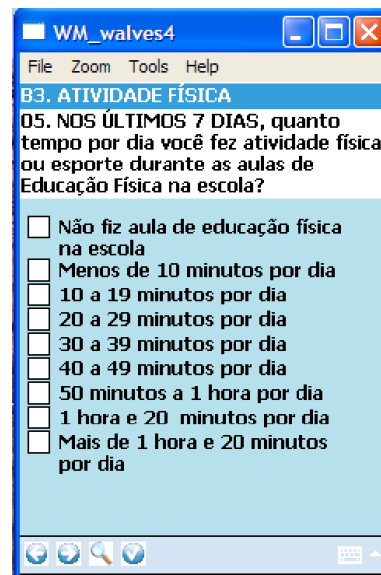 WM_walves4
File Zoom Tools Help
B3. ATIVIDADE FÍSICA
05. NOS ÚLTIMOS 7 DIAS, quanto
tempo por dia você fez atividade física
ou esporte durante as aulas de
Educação Física na escola?
Não fiz aula de educação física
na escola
Menos de 10 minutos por dia
10 a 19 minutos por dia
20 a 29 minutos por dia
30 a 39 minutos por dia
40 a 49 minutos por dia
50 minutos a 1 hora por dia
1 hora e 20 minutos por dia
Mais de 1 hora e 20 minutos
por dia